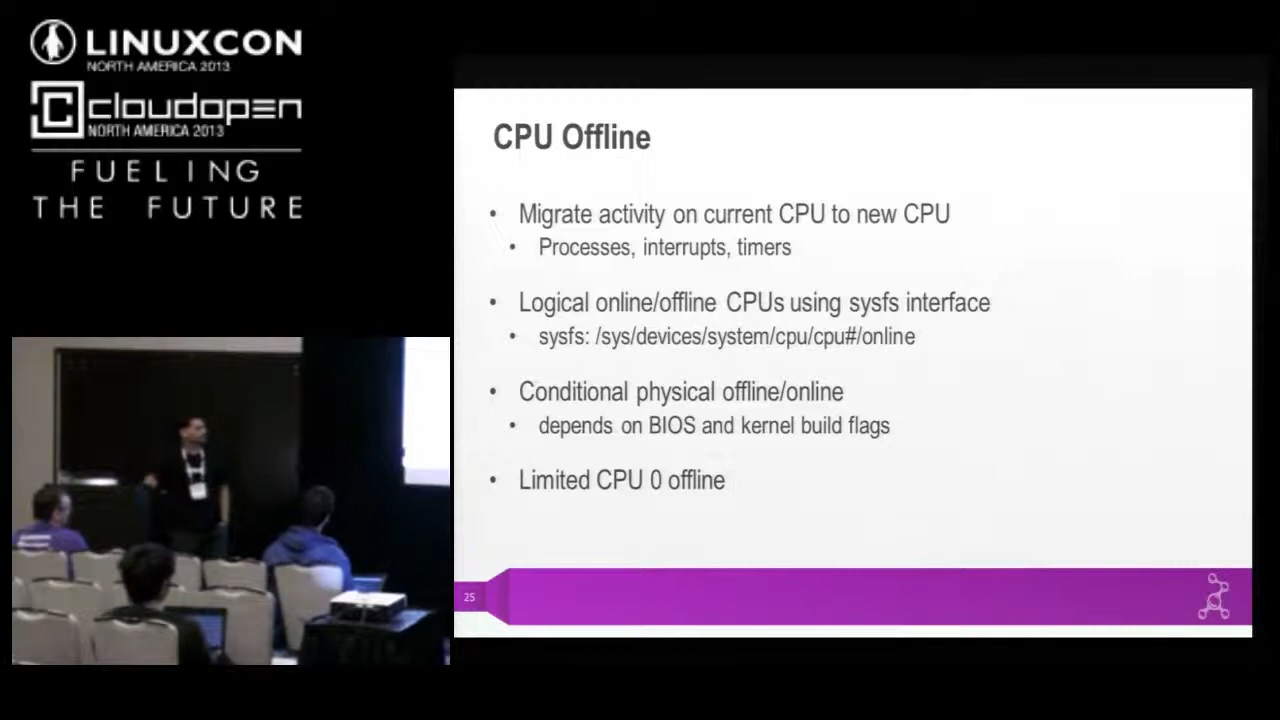 LINUXCON
NORTH AMERICA 2013
cloudopen
NORTH AMERICA 2013
FUELING
THE FUTURE
CPU Offline
• Migrate activity on current CPU to new CPU
• Processes, interrupts, timers
• Logical online/offline CPUs using sysfs interface
• sysfs: /sys/devices/system/cpu/cpu#/online
• Conditional physical offline/online
• depends on BIOS and kernel build flags
• Limited CPU 0 offline
25